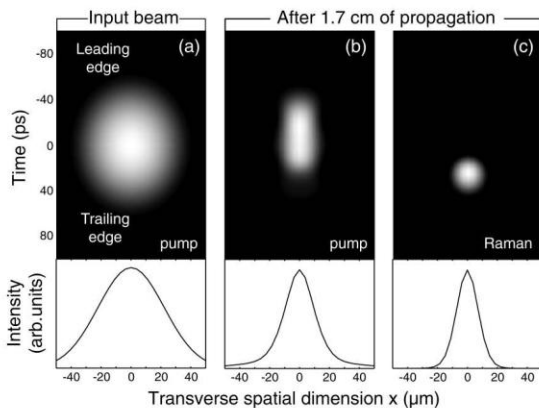 Input beam
After 1.7 cm of propagation
(a)
(b)
(c)
Leading
edge
Trailing
edge
pump
pump
Raman
Time (ps)
-80
-40
0
40
80
Intensity
(arb.units)
-40 -20 0 20 40
-40 -20 0 20 40
-40 -20 0 20 40
Transverse spatial dimension x (μm)